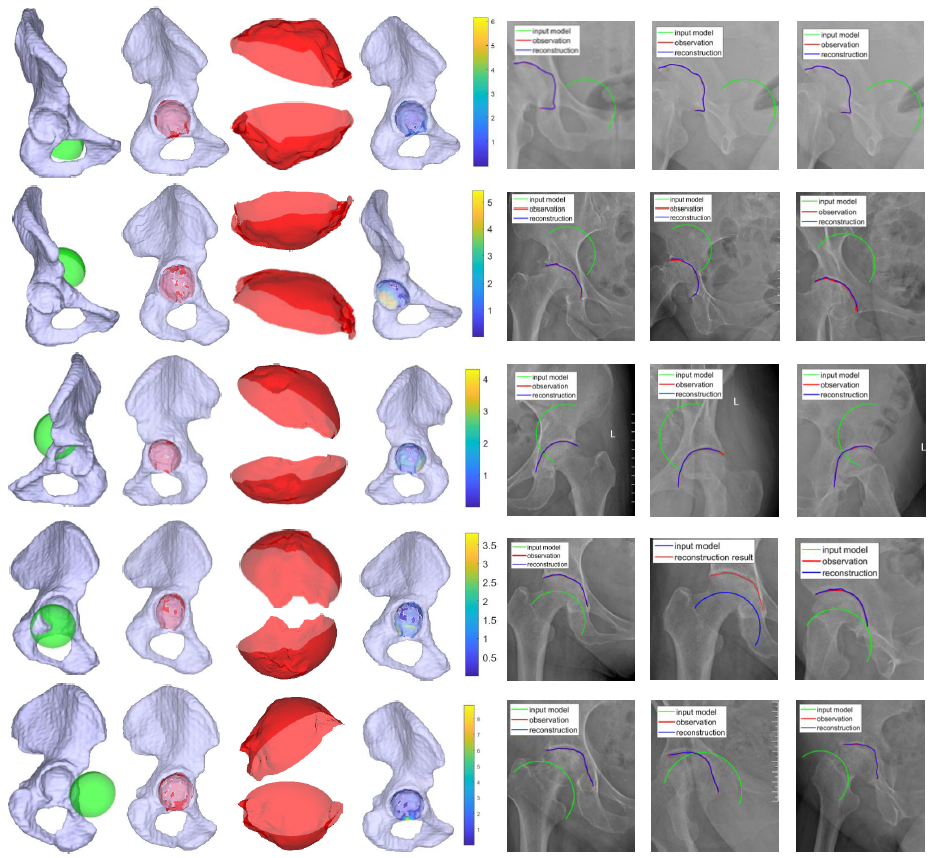 6
5
4
3
2
1
input model
observation
reconstruction
input model
observation
reconstruction
input model
observation
reconstruction
5
4
3
2
1
input model
observation
reconstruction
input model
observation
reconstruction
input model
observation
reconstruction
4
3
2
1
input model
observation
reconstruction
L
input model
observation
reconstruction
L
input model
observation
reconstruction
L
3.5
3
2.5
2
1.5
1
0.5
input model
observation
reconstruction
input model
reconstruction result
input model
observation
reconstruction
8
7
6
5
4
3
2
1
input model
observation
reconstruction
input model
observation
reconstruction
input model
observation
reconstruction